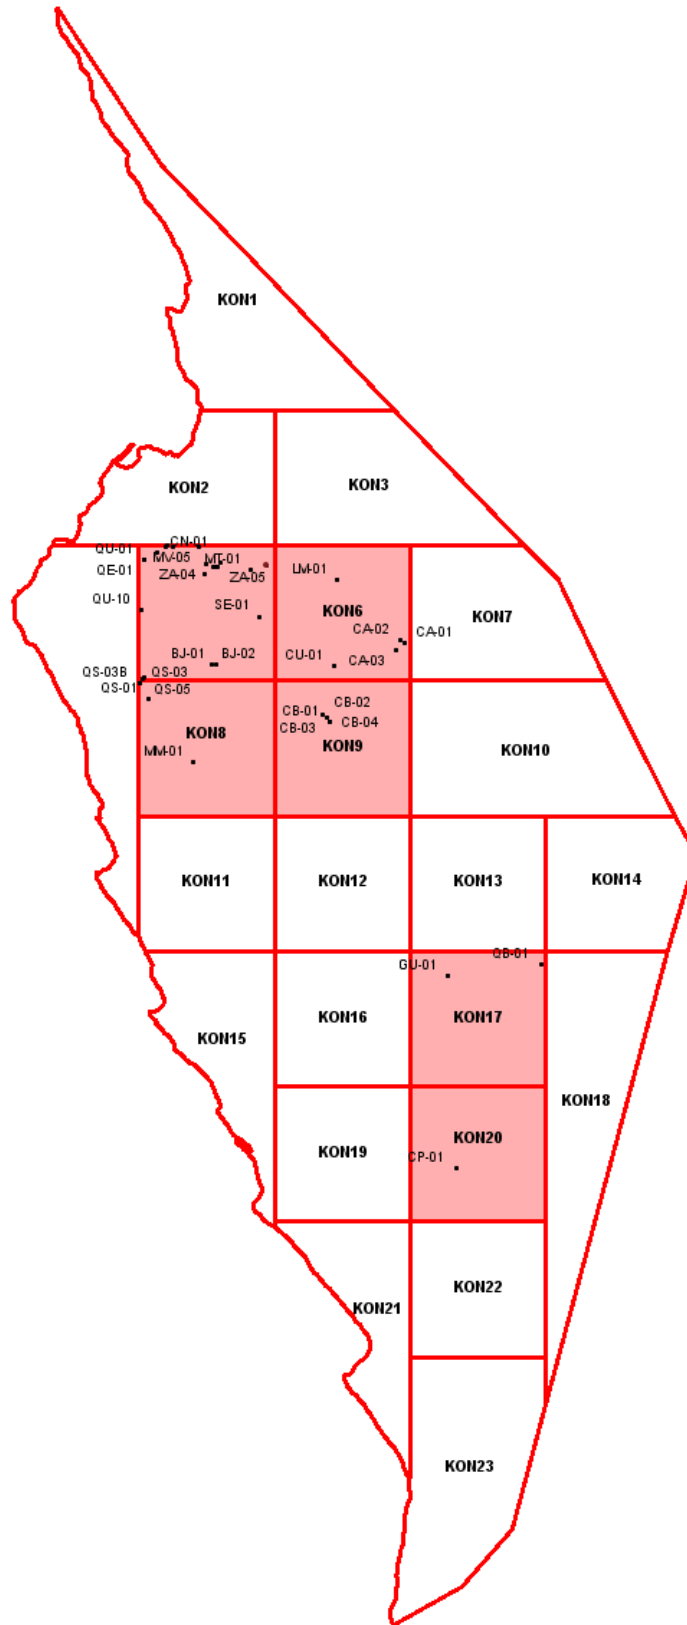 KON1
KON2
KON3
CN-01
QU-01
MV-05
MT-01
QE-01
ZA-04
ZA-05
LM-01
QU-10
SE-01
KON6
KON7
CA-02
CA-01
BJ-01
BJ-02
CU-01
CA-03
QS-03B
QS-03
QS-01
QS-05
CB-02
CB-01
KON8
CB-03
CB-04
MM-01
KON9
KON10
KON11
KON12
KON13
KON14
QB-01
GU-01
KON15
KON16
KON17
KON18
KON19
KON20
CP-01
KON21
KON22
KON23